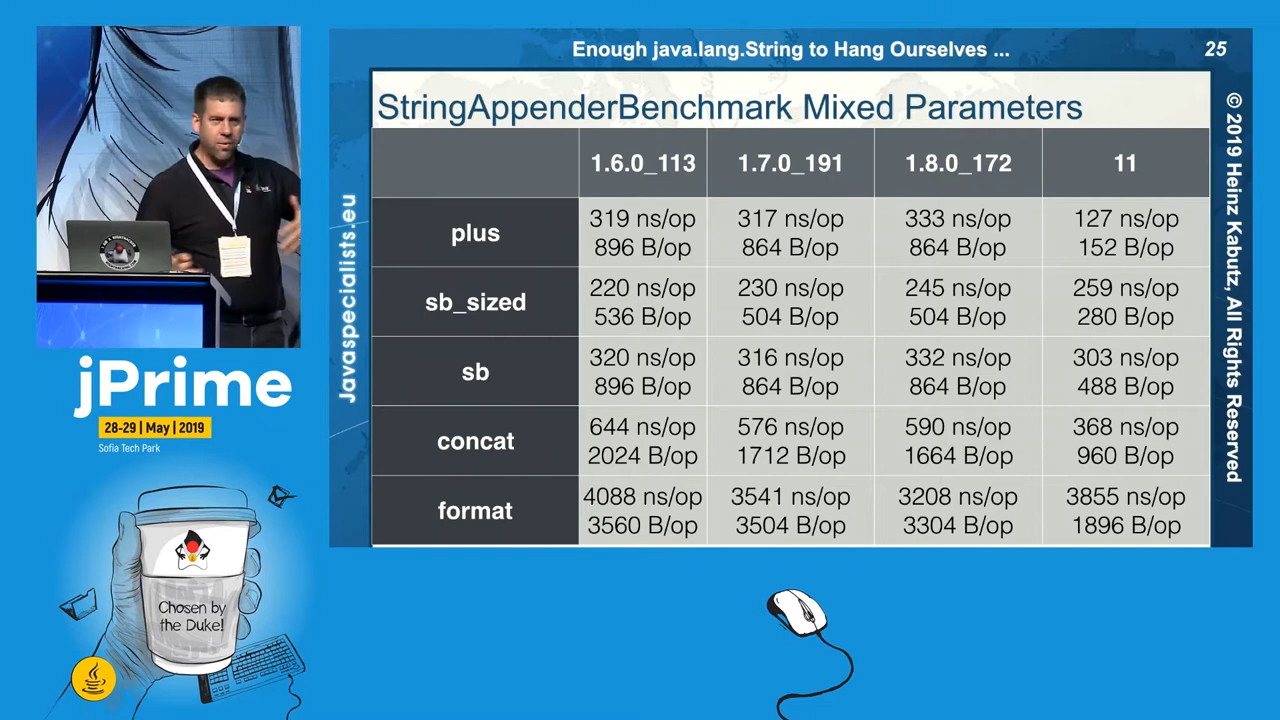 Enough java.lang.String to Hang Ourselves ...
25
StringAppenderBenchmark Mixed Parameters
1.6.0_113 1.7.0_191 1.8.0_172 11
plus
319 ns/op 317 ns/op 333 ns/op 127 ns/op
896 B/op 864 B/op 864 B/op 152 B/op
sb_sized
220 ns/op 230 ns/op 245 ns/op 259 ns/op
536 B/op 504 B/op 504 B/op 280 B/op
sb
320 ns/op 316 ns/op 332 ns/op 303 ns/op
896 B/op 864 B/op 864 B/op 488 B/op
concat
644 ns/op 576 ns/op 590 ns/op 368 ns/op
2024 B/op 1712 B/op 1664 B/op 960 B/op
format
4088 ns/op 3541 ns/op 3208 ns/op 3855 ns/op
3560 B/op 3504 B/op 3304 B/op 1896 B/op
Javaspecialists.eu
© 2019 Heinz Kabutz, All Rights Reserved
jPrime
28-29 | May | 2019
Sofia Tech Park
Chosen by
the Duke!